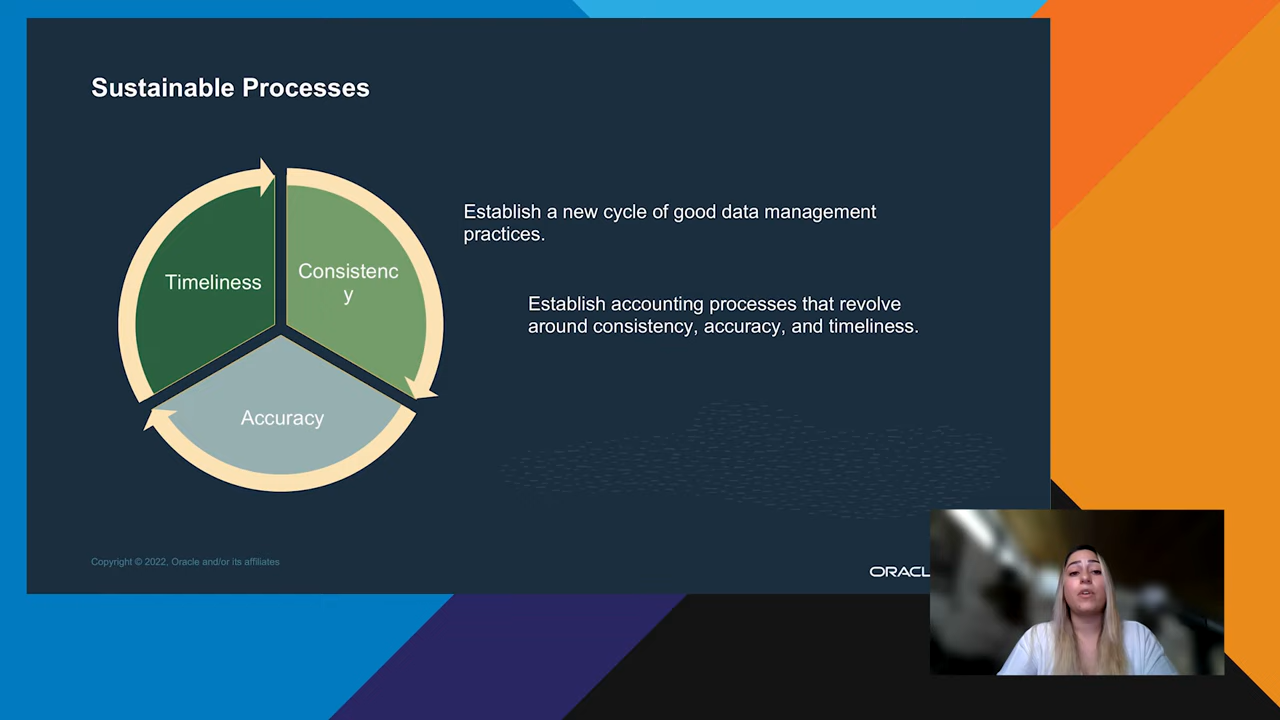 Sustainable Processes
Timeliness
Consistenc
y
Accuracy
Establish a new cycle of good data management
practices.
Establish accounting processes that revolve
around consistency, accuracy, and timeliness.
Copyright © 2022, Oracle and/or its affiliates
ORACL